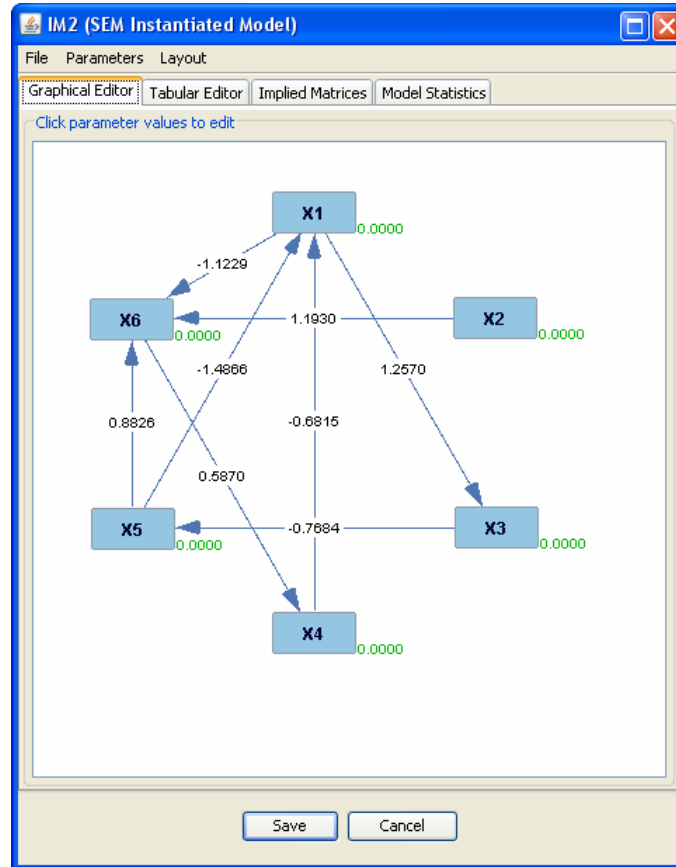 IM2 (SEM Instantiated Model)
File Parameters Layout
Graphical Editor Tabular Editor Implied Matrices Model Statistics
Click parameter values to edit
X1
0.0000
-1.1229
X6
0.0000
1.1930
X2
0.0000
-1.4866
1.2570
0.8826
-0.6815
0.5870
X5
0.0000
-0.7684
X3
0.0000
X4
0.0000
Save Cancel